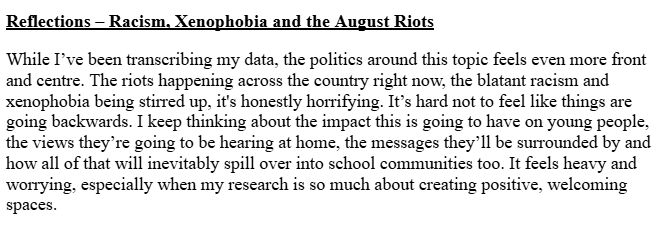 Reflections – Racism, Xenophobia and the August Riots
While I've been transcribing my data, the politics around this topic feels even more front
and centre. The riots happening across the country right now, the blatant racism and
xenophobia being stirred up, it's honestly horrifying. It's hard not to feel like things are
going backwards. I keep thinking about the impact this is going to have on young people,
the views they're going to be hearing at home, the messages they'll be surrounded by and
how all of that will inevitably spill over into school communities too. It feels heavy and
worrying, especially when my research is so much about creating positive, welcoming
spaces.